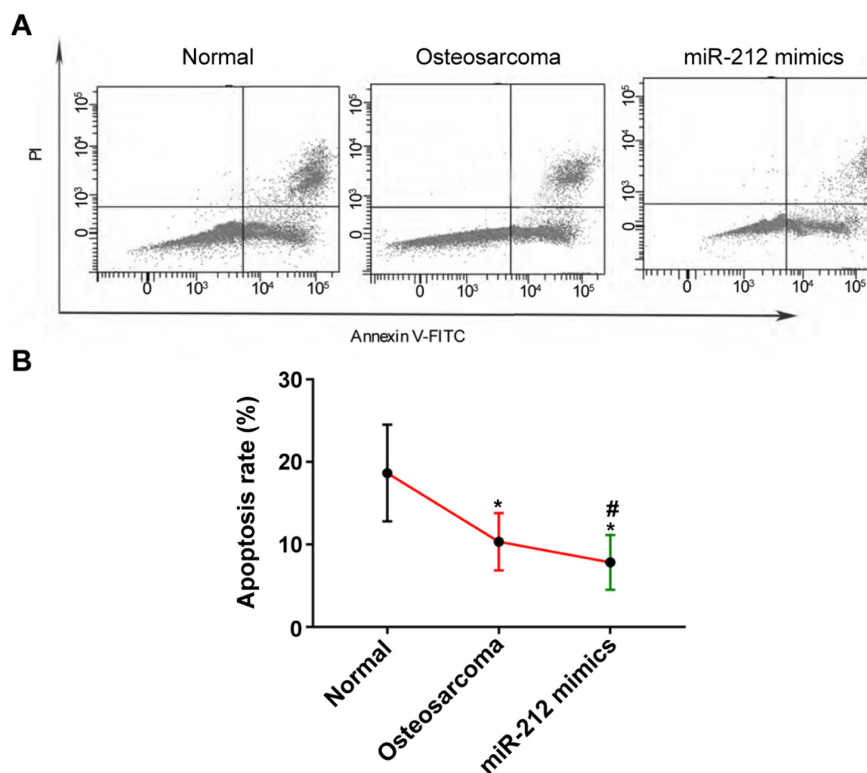 A
Normal
Osteosarcoma
miR-212 mimics
PI
10⁵
10⁴
10³
0
0
10³
10⁴
10⁵
10⁵
10⁴
10³
0
0
10³
10⁴
10⁵
10⁵
10⁴
10³
0
0
10³
10⁴
10⁵
Annexin V-FITC
B
Apoptosis rate (%)
30
20
10
0
*
#
*
Normal
Osteosarcoma
miR-212 mimics